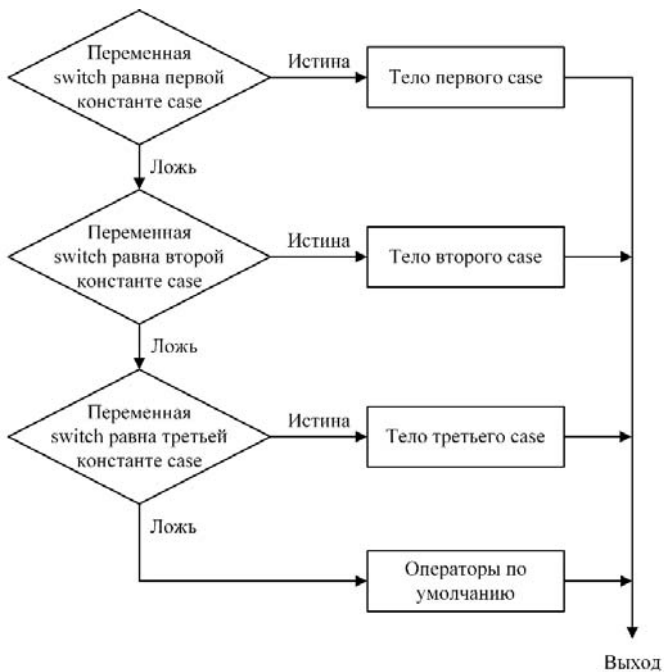 Переменная
switch равна первой
константе case
Истина
Тело первого case
Ложь
Переменная
switch равна второй
константе case
Истина
Тело второго case
Ложь
Переменная
switch равна третьей
константе case
Истина
Тело третьего case
Ложь
Операторы по
умолчанию
Выход